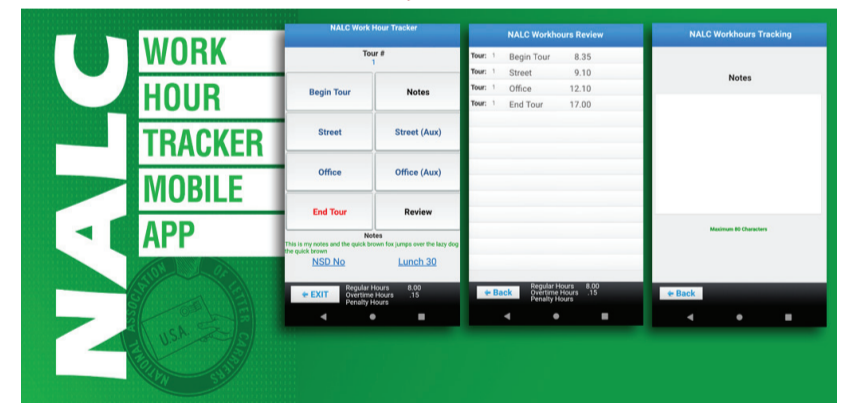 NALC
WORK
HOUR
TRACKER
MOBILE
APP
NATIONAL ASSOCIATION OF LETTER CARRIERS
U.S.A.
NALC Work Hour Tracker
Tour #
1
Begin Tour
Notes
Street
Street (Aux)
Office
Office (Aux)
End Tour
Review
Notes
This is my notes and the quick brown fox jumps over the lazy dog
the quick brown
NSD No
Lunch 30
EXIT
Regular Hours 8.00
Overtime Hours .15
Penalty Hours
NALC Workhours Review
Tour: 1 Begin Tour 8.35
Tour: 1 Street 9.10
Tour: 1 Office 12.10
Tour: 1 End Tour 17.00
Back
Regular Hours 8.00
Overtime Hours .15
Penalty Hours
NALC Workhours Tracking
Notes
Maximum 80 Characters
Back